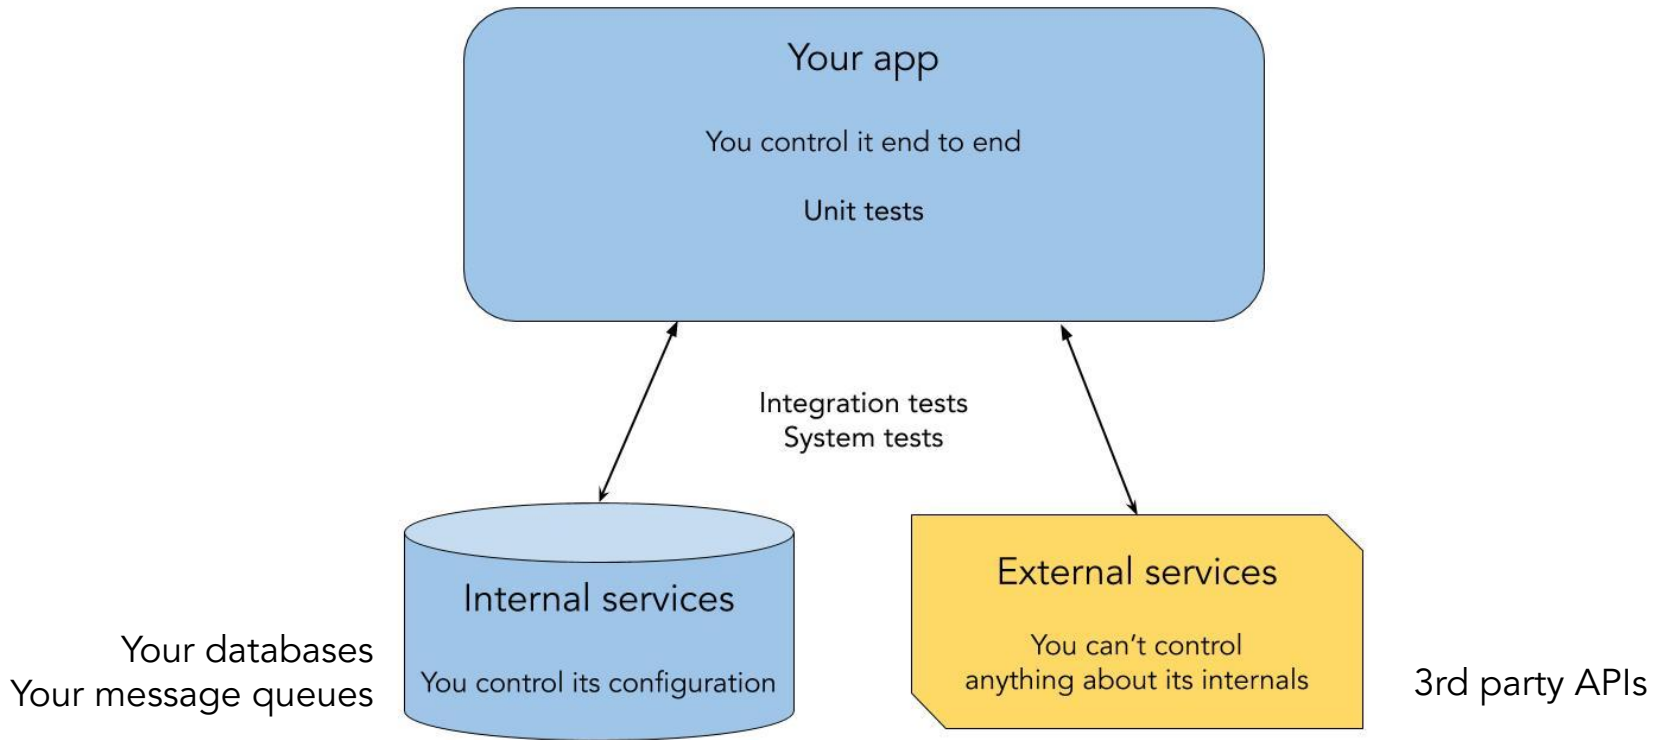 Your app
You control it end to end
Unit tests
Integration tests
System tests
Internal services
You control its configuration
Your databases
Your message queues
External services
You can’t control
anything about its internals
3rd party APIs